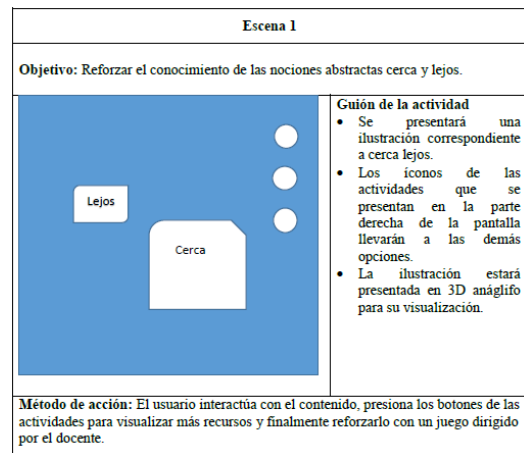 Escena 1
Objetivo: Reforzar el conocimiento de las nociones abstractas cerca y lejos.
Lejos
Cerca
Guión de la actividad
• Se presentará una
ilustración correspondiente
a cerca lejos.
• Los íconos de las
actividades que se
presentan en la parte
derecha de la pantalla
llevarán a las demás
opciones.
• La ilustración estará
presentada en 3D anáglifo
para su visualización.
Método de acción: El usuario interactúa con el contenido, presiona los botones de las
actividades para visualizar más recursos y finalmente reforzarlo con un juego dirigido
por el docente.